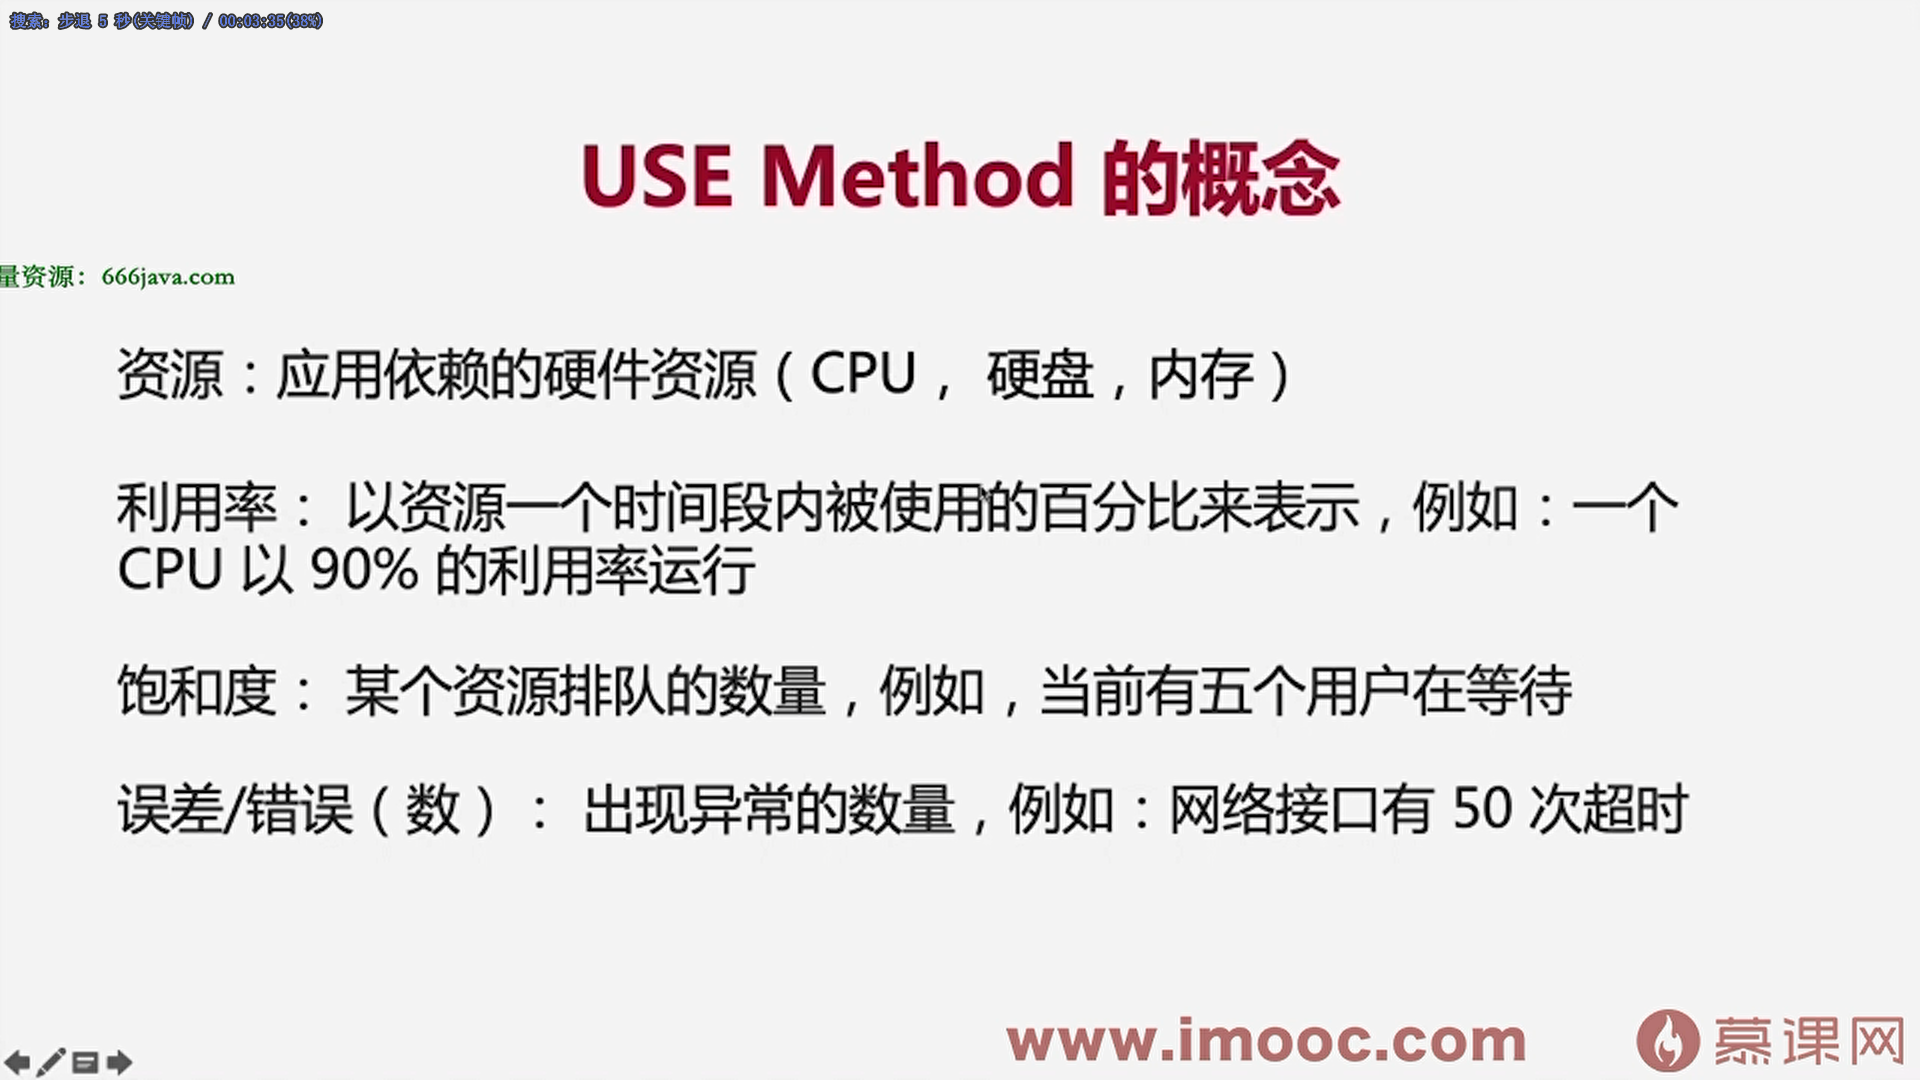 搜索: 步退 5 秒(关键帧) / 00:03:35(38%)
USE Method 的概念
量资源：666java.com
资源：应用依赖的硬件资源（CPU， 硬盘，内存）
利用率： 以资源一个时间段内被使用的百分比来表示，例如：一个
CPU 以 90% 的利用率运行
饱和度： 某个资源排队的数量，例如，当前有五个用户在等待
误差/错误（数）： 出现异常的数量，例如：网络接口有 50 次超时
www.imooc.com
慕课网